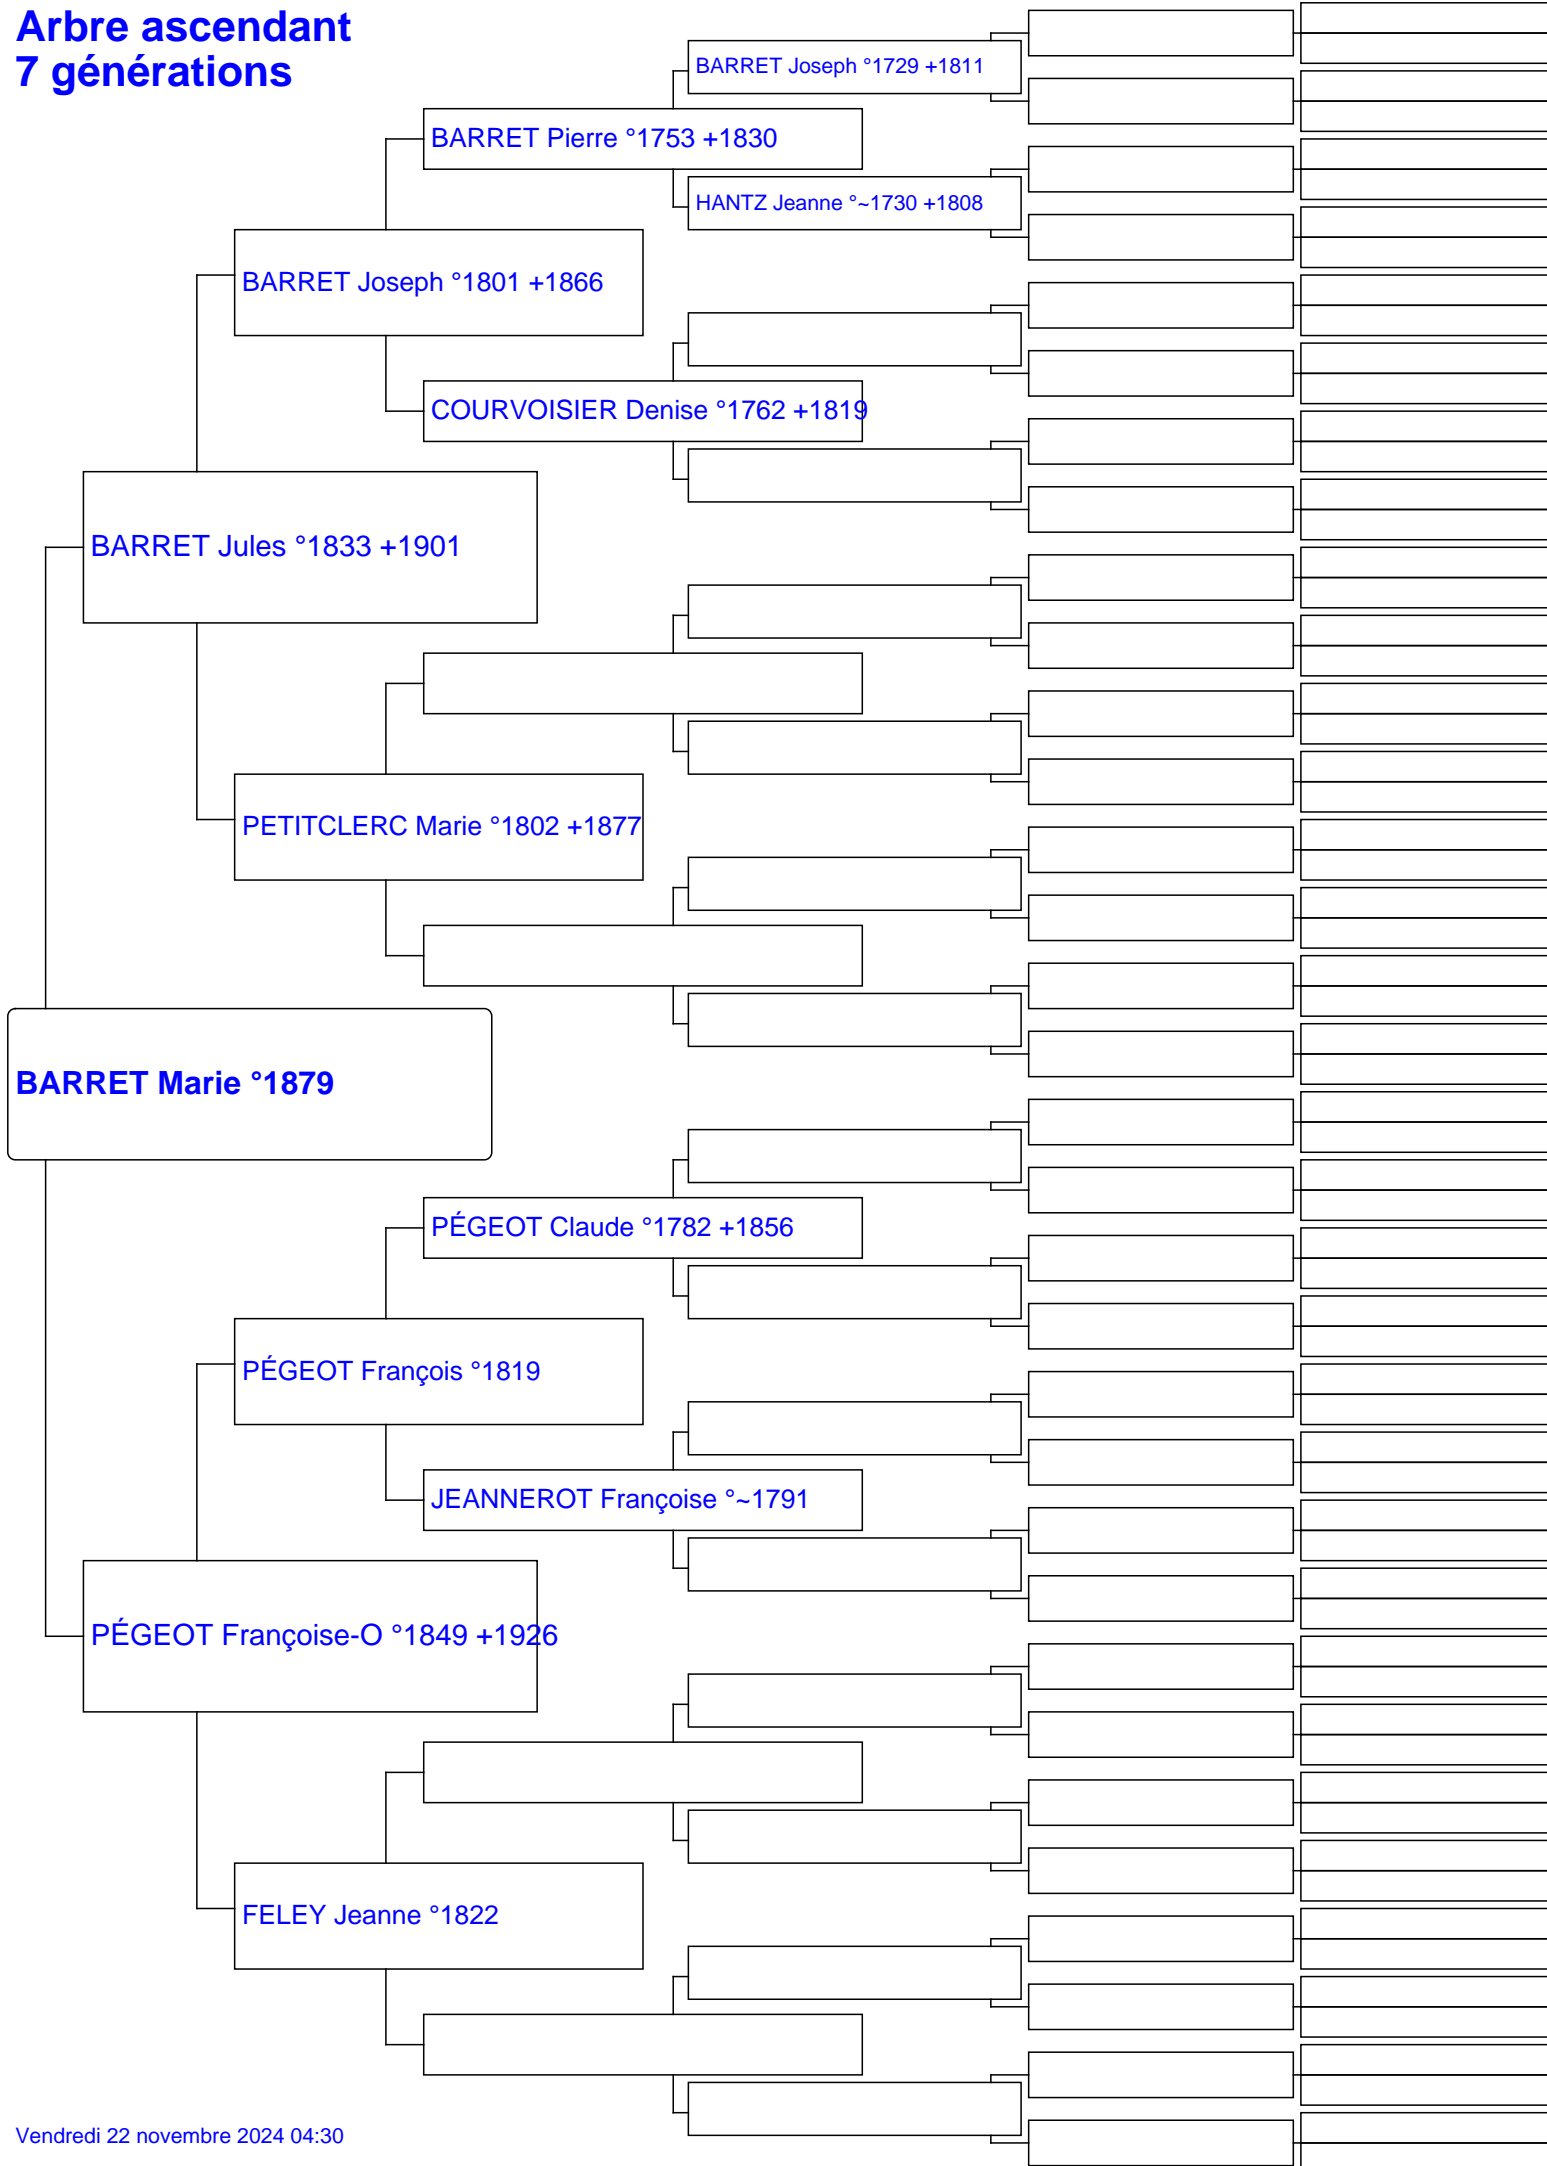 Arbre ascendant
7 générations
BARRET Joseph °1729 +1811
BARRET Pierre °1753 +1830
HANTZ Jeanne °~1730 +1808
BARRET Joseph °1801 +1866
COURVOISIER Denise °1762 +1819
BARRET Jules °1833 +1901
PETITCLERC Marie °1802 +1877
BARRET Marie °1879
PÉGEOT Claude °1782 +1856
PÉGEOT François °1819
JEANNEROT Françoise °~1791
PÉGEOT Françoise-O °1849 +1926
FELEY Jeanne °1822
Vendredi 22 novembre 2024 04:30